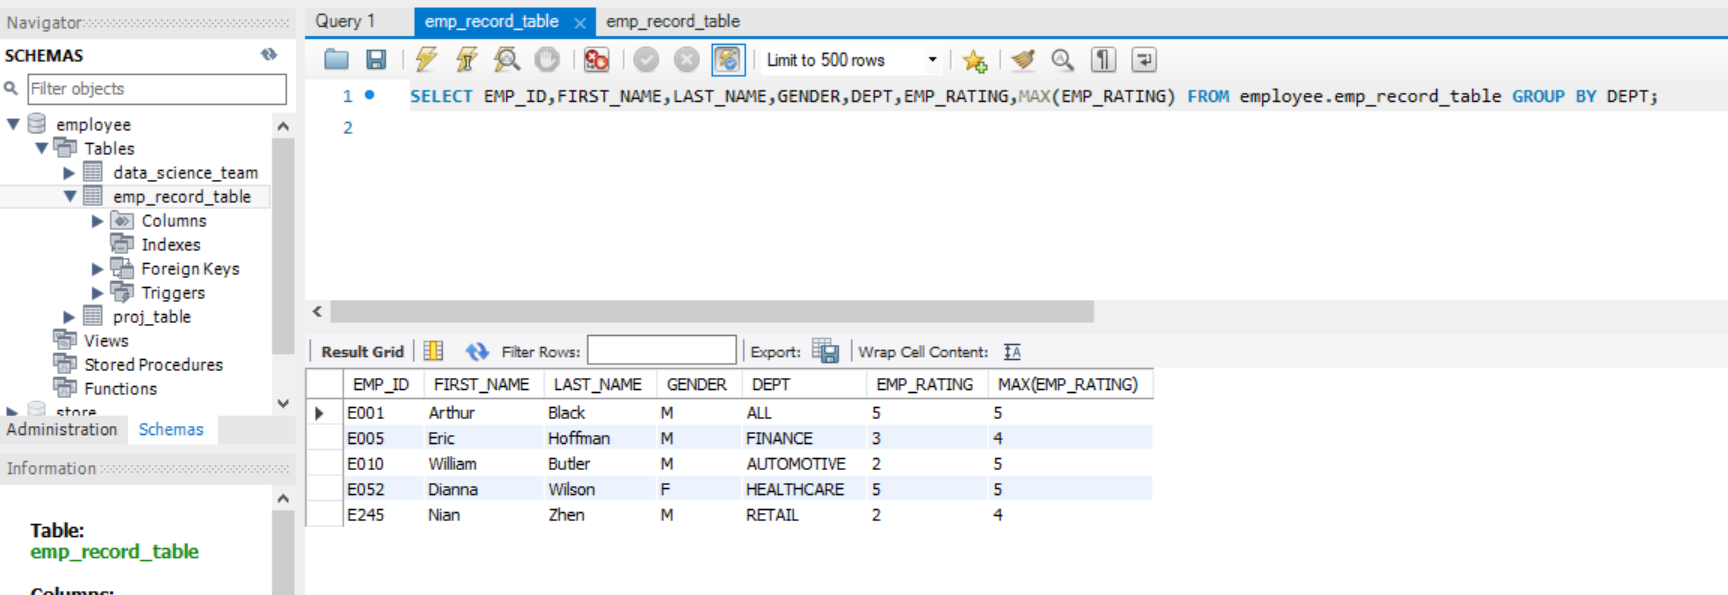 Navigator
SCHEMAS
Filter objects
employee
Tables
data_science_team
emp_record_table
Columns
Indexes
Foreign Keys
Triggers
proj_table
Views
Stored Procedures
Functions
store
Administration Schemas
Information
Table:
emp_record_table
Columns:
Query 1 emp_record_table × emp_record_table
Limit to 500 rows
1 SELECT EMP_ID,FIRST_NAME,LAST_NAME,GENDER,DEPT,EMP_RATING,MAX(EMP_RATING) FROM employee.emp_record_table GROUP BY DEPT;
2
Result Grid Filter Rows: Export: Wrap Cell Content:
EMP_ID FIRST_NAME LAST_NAME GENDER DEPT EMP_RATING MAX(EMP_RATING)
E001 Arthur Black M ALL 5 5
E005 Eric Hoffman M FINANCE 3 4
E010 William Butler M AUTOMOTIVE 2 5
E052 Dianna Wilson F HEALTHCARE 5 5
E245 Nian Zhen M RETAIL 2 4